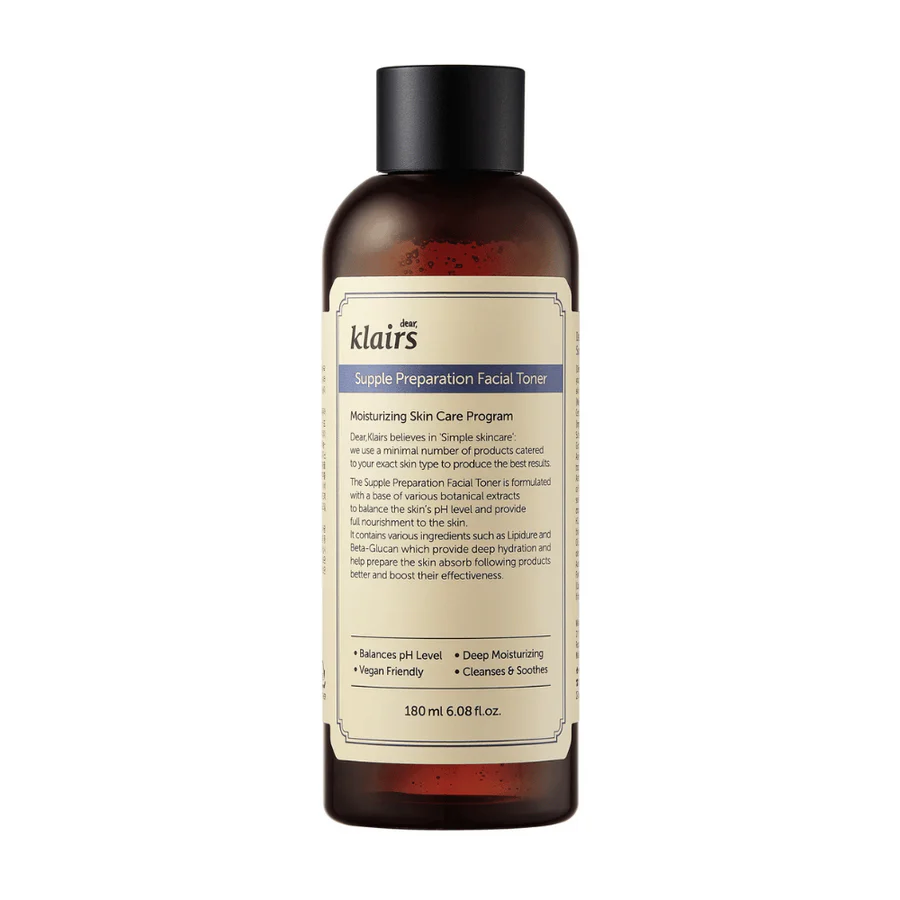 dear,
klairs
Supple Preparation Facial Toner
Moisturizing Skin Care Program
Dear,Klairs believes in 'Simple skincare':
we use a minimal number of products catered
to your exact skin type to produce the best results.
The Supple Preparation Facial Toner is formulated
with a base of various botanical extracts
to balance the skin's pH level and provide
full nourishment to the skin.
It contains various ingredients such as Lipidure and
Beta-Glucan which provide deep hydration and
help prepare the skin absorb following products
better and boost their effectiveness.
• Balances pH Level • Deep Moisturizing
• Vegan Friendly • Cleanses & Soothes
180 ml 6.08 fl.oz.